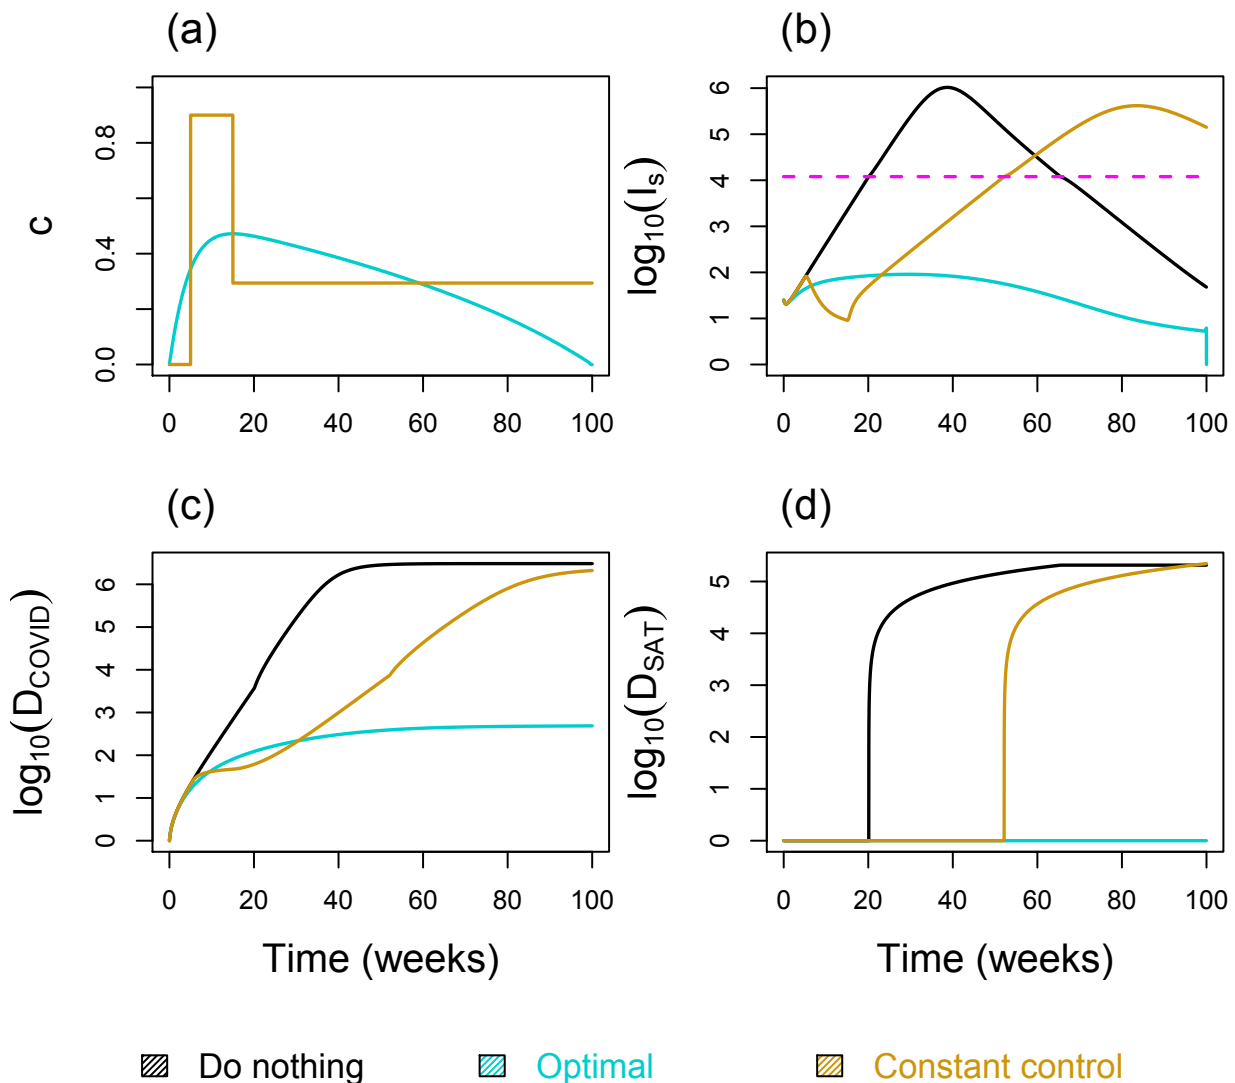 (a)
(b)
c
0.0 0.4 0.8
0 20 40 60 80 100
log10(Is)
0 1 2 3 4 5 6
0 20 40 60 80 100
(c)
(d)
log10(DCOVID)
0 1 2 3 4 5 6
0 20 40 60 80 100
Time (weeks)
log10(DSAT)
0 1 2 3 4 5
0 20 40 60 80 100
Time (weeks)
Do nothing Optimal Constant control